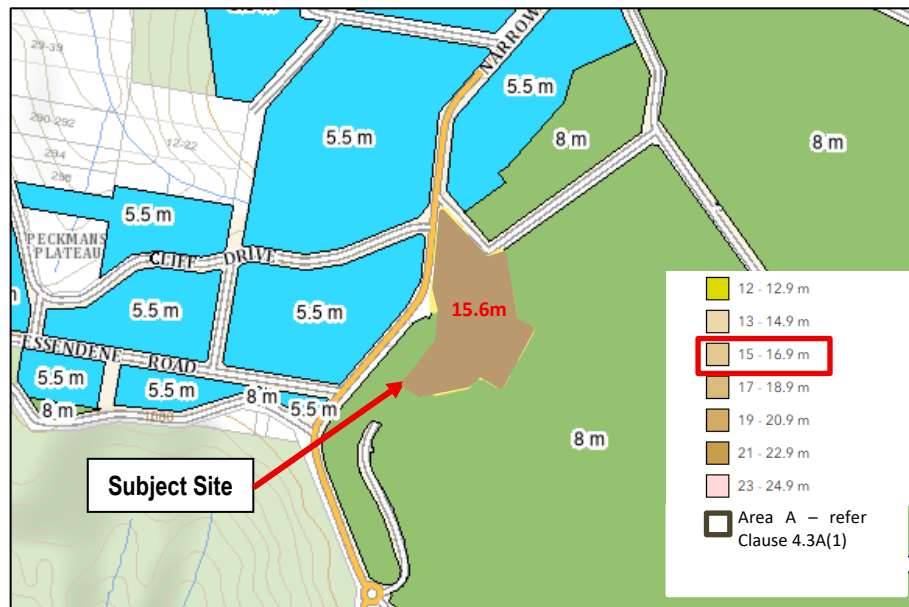 29-39
NARROW
5.5 m
8 m
8 m
5.5 m
290-292
12-22
294
298
5.5 m
PECKMANS
PLATEAU
CLIFF DRIVE
m
5.5 m
5.5 m
15.6m
ESSENDENE ROAD
5.5 m
5.5 m
8 m
8 m
5.5 m
1000
8 m
Subject Site
12 - 12.9 m
13 - 14.9 m
15 - 16.9 m
17 - 18.9 m
19 - 20.9 m
21 - 22.9 m
23 - 24.9 m
Area A – refer
Clause 4.3A(1)